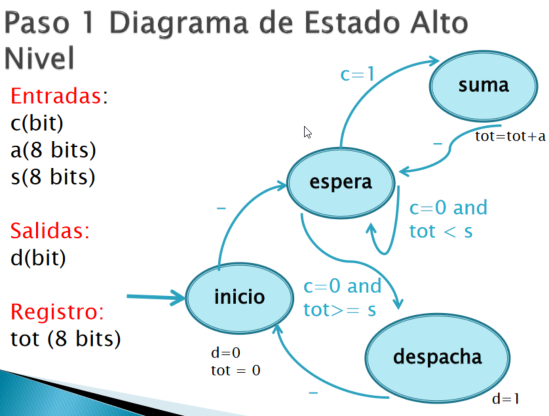 Paso 1 Diagrama de Estado Alto
Nivel
Entradas:
c(bit)
a(8 bits)
s(8 bits)
Salidas:
d(bit)
Registro:
tot (8 bits)
c=1
suma
tot=tot+a
–
espera
–
c=0 and
tot < s
inicio
c=0 and
tot>= s
d=0
tot = 0
despacha
–
d=1